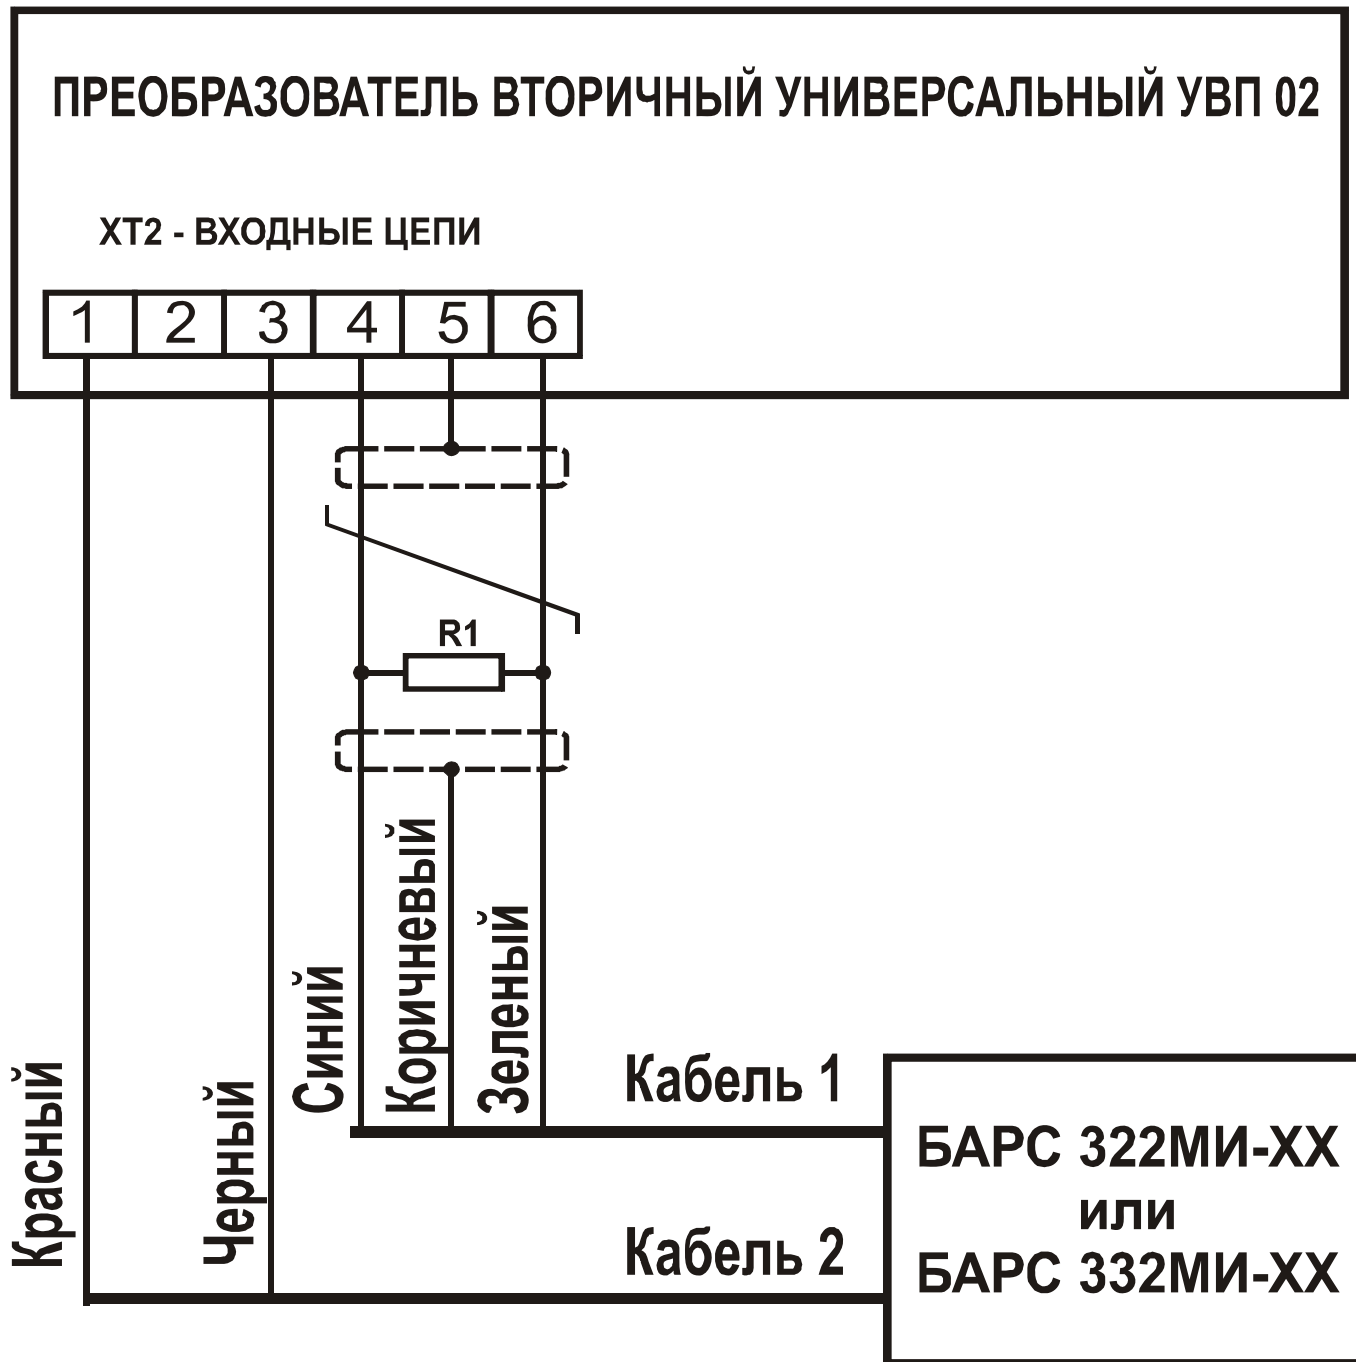 ПРЕОБРАЗОВАТЕЛЬ ВТОРИЧНЫЙ УНИВЕРСАЛЬНЫЙ УВП 02
ХТ2 - ВХОДНЫЕ ЦЕПИ
1 2 3 4 5 6
R1
Красный
Черный
Синий
Коричневый
Зеленый
Кабель 1
Кабель 2
БАРС 322МИ-ХХ
или
БАРС 332МИ-ХХ